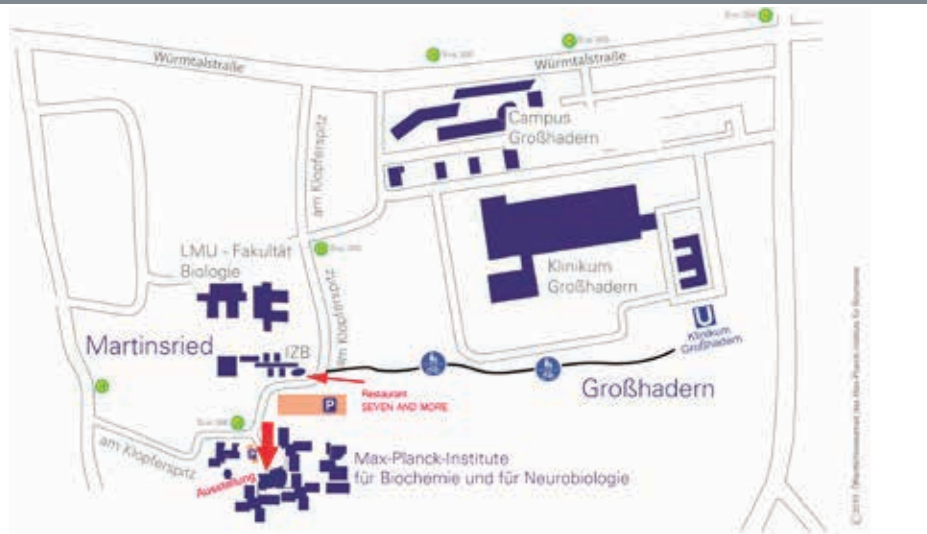 Würmtalstraße
Würmtalstraße
am Klopferspitz
Campus
Großhadern
LMU - Fakultät
Biologie
Klinikum
Großhadern
U
Klinikum
Großhadern
am Klopferspitz
Martinsried
IZB
Großhadern
Restaurant
SEVEN AND MORE
P
am Klopferspitz
Max-Planck-Institute
für Biochemie und für Neurobiologie
Ausstellung